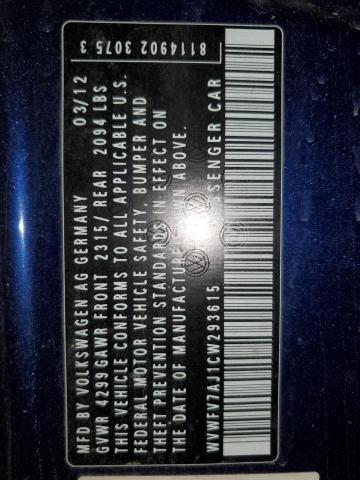 8114902 3075 3
MFD BY VOLKSWAGEN AG GERMANY 03/12
GVWR 4299 GAWR FRONT 2315/ REAR 2094 LBS
THIS VEHICLE CONFORMS TO ALL APPLICABLE U.S.
FEDERAL MOTOR VEHICLE SAFETY, BUMPER AND
THEFT PREVENTION STANDARDS IN EFFECT ON
THE DATE OF MANUFACTURE ABOVE.
WVWFV7AJ1CW293615 CAR